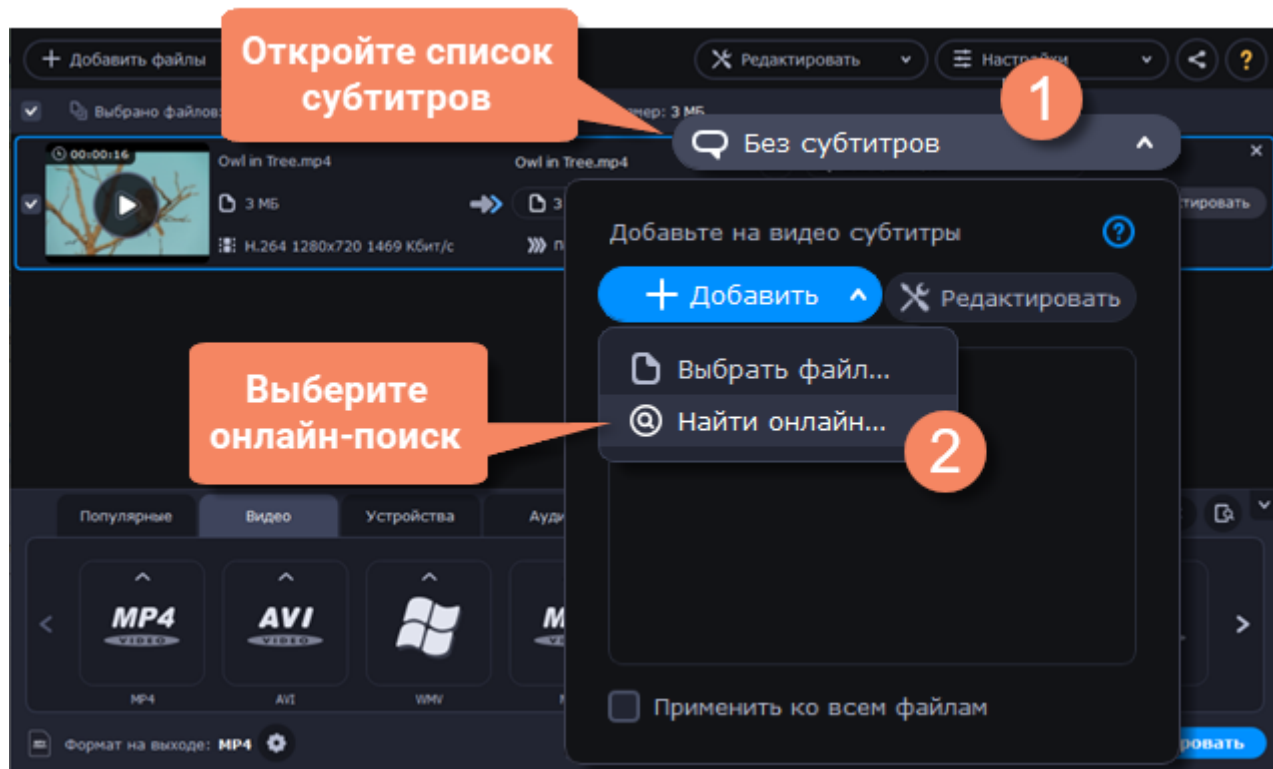 Откройте список
субтитров
+ Добавить файлы
Редактировать
Настройки
?
1
Выбрано файлов:
3 МБ
Без субтитров
00:00:16
Owl in Tree.mp4
Owl in Tree.mp4
3 МБ
3
H.264 1280x720 1469 Кбит/с
Добавьте на видео субтитры
?
+ Добавить
Редактировать
Выбрать файл...
Найти онлайн...
2
Выберите
онлайн-поиск
Популярные
Видео
Устройства
MP4
VIDEO
AVI
VIDEO
MP4
AVI
WMV
Применить ко всем файлам
Формат на выходе: MP4